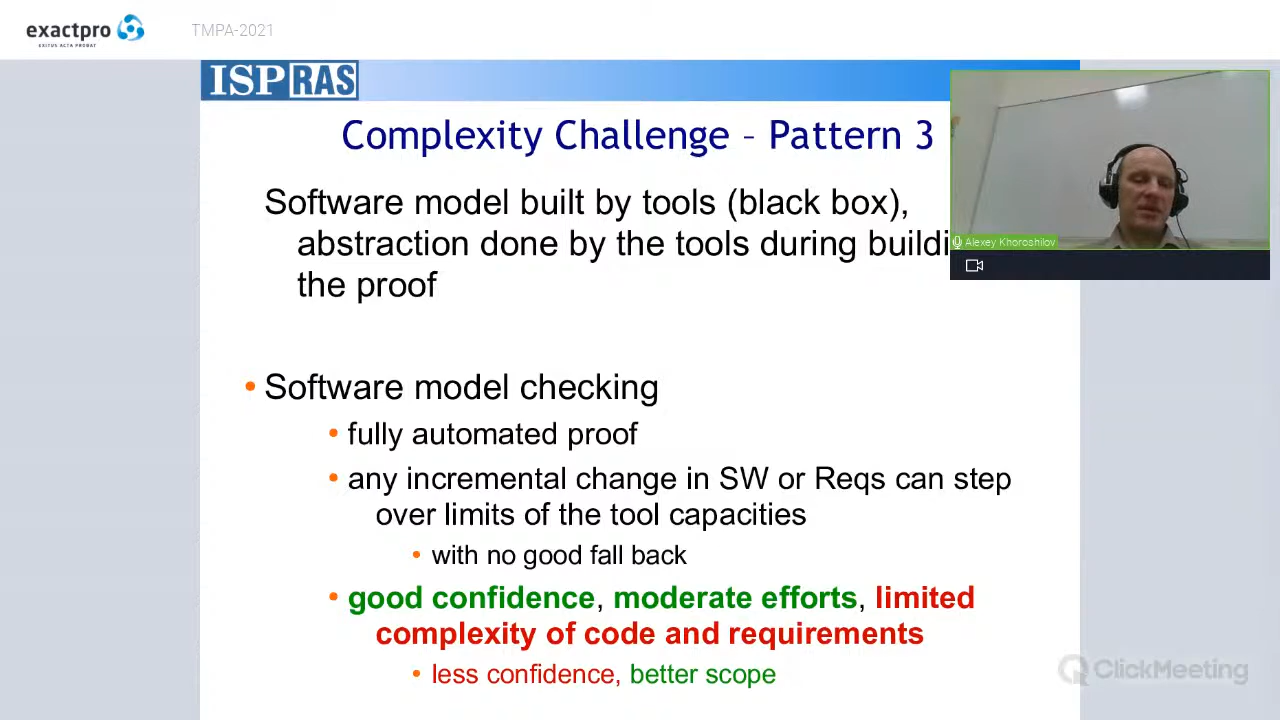 exactpro
EXITUS ACTA PROBAT
TMPA-2021
ISP RAS
Complexity Challenge – Pattern 3
Software model built by tools (black box),
abstraction done by the tools during buildi
the proof
Alexey Khoroshilov
• Software model checking
• fully automated proof
• any incremental change in SW or Reqs can step
over limits of the tool capacities
• with no good fall back
• good confidence, moderate efforts, limited
complexity of code and requirements
• less confidence, better scope
ClickMeeting